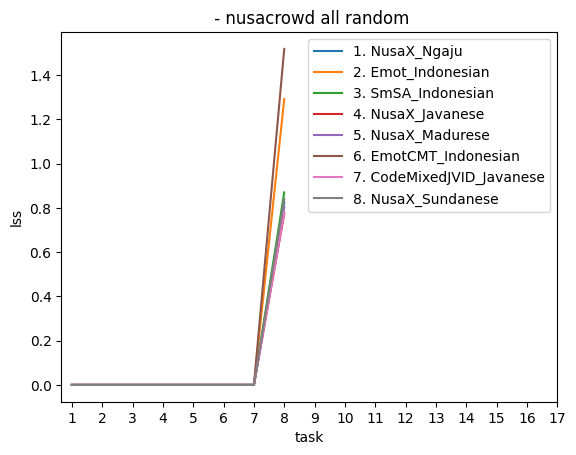 - nusacrowd all random
1. NusaX_Ngaju
2. Emot_Indonesian
3. SmSA_Indonesian
4. NusaX_Javanese
5. NusaX_Madurese
6. EmotCMT_Indonesian
7. CodeMixedJVID_Javanese
8. NusaX_Sundanese
1.4
1.2
1.0
0.8
0.6
0.4
0.2
0.0
lss
1 2 3 4 5 6 7 8 9 10 11 12 13 14 15 16 17
task